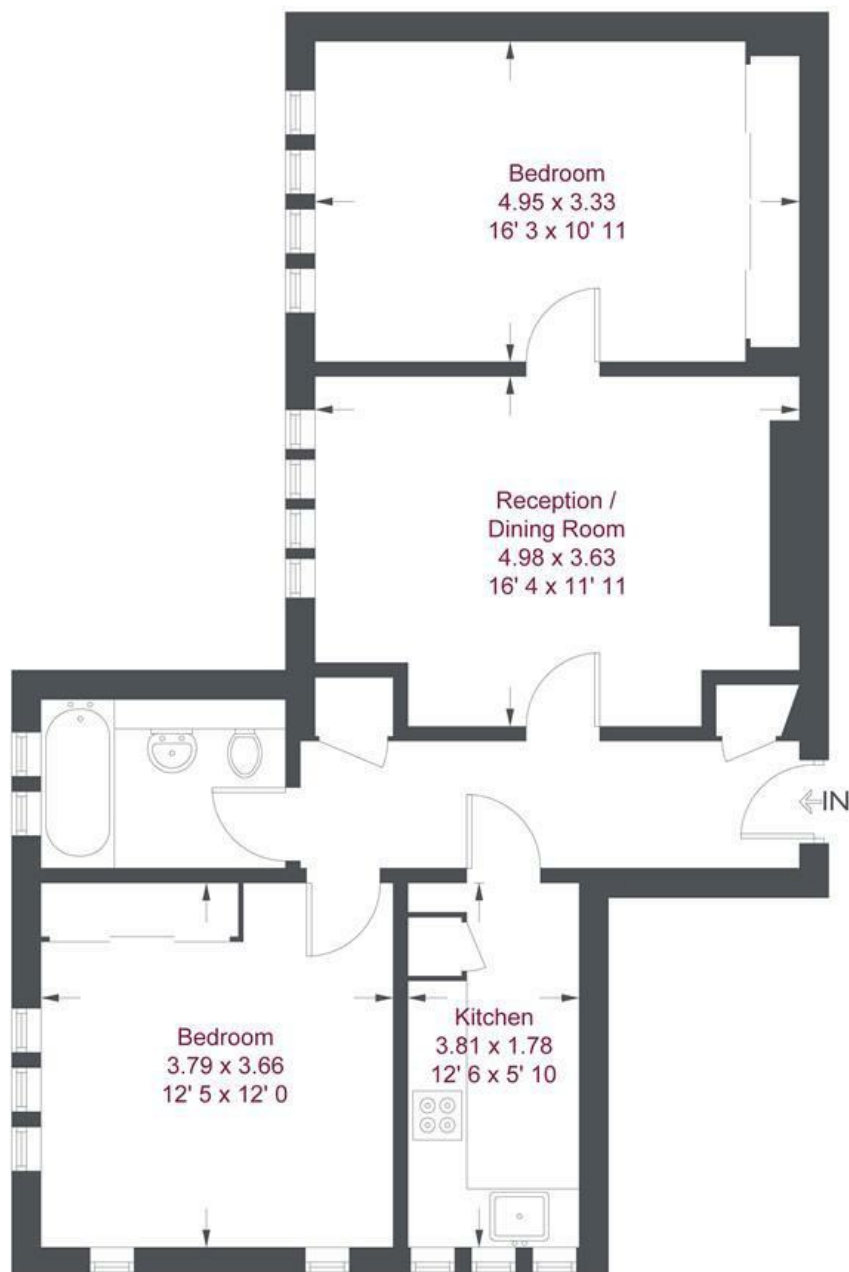 Bedroom
4.95 x 3.33
16' 3 x 10' 11
Reception /
Dining Room
4.98 x 3.63
16' 4 x 11' 11
IN
Bedroom
3.79 x 3.66
12' 5 x 12' 0
Kitchen
3.81 x 1.78
12' 6 x 5' 10